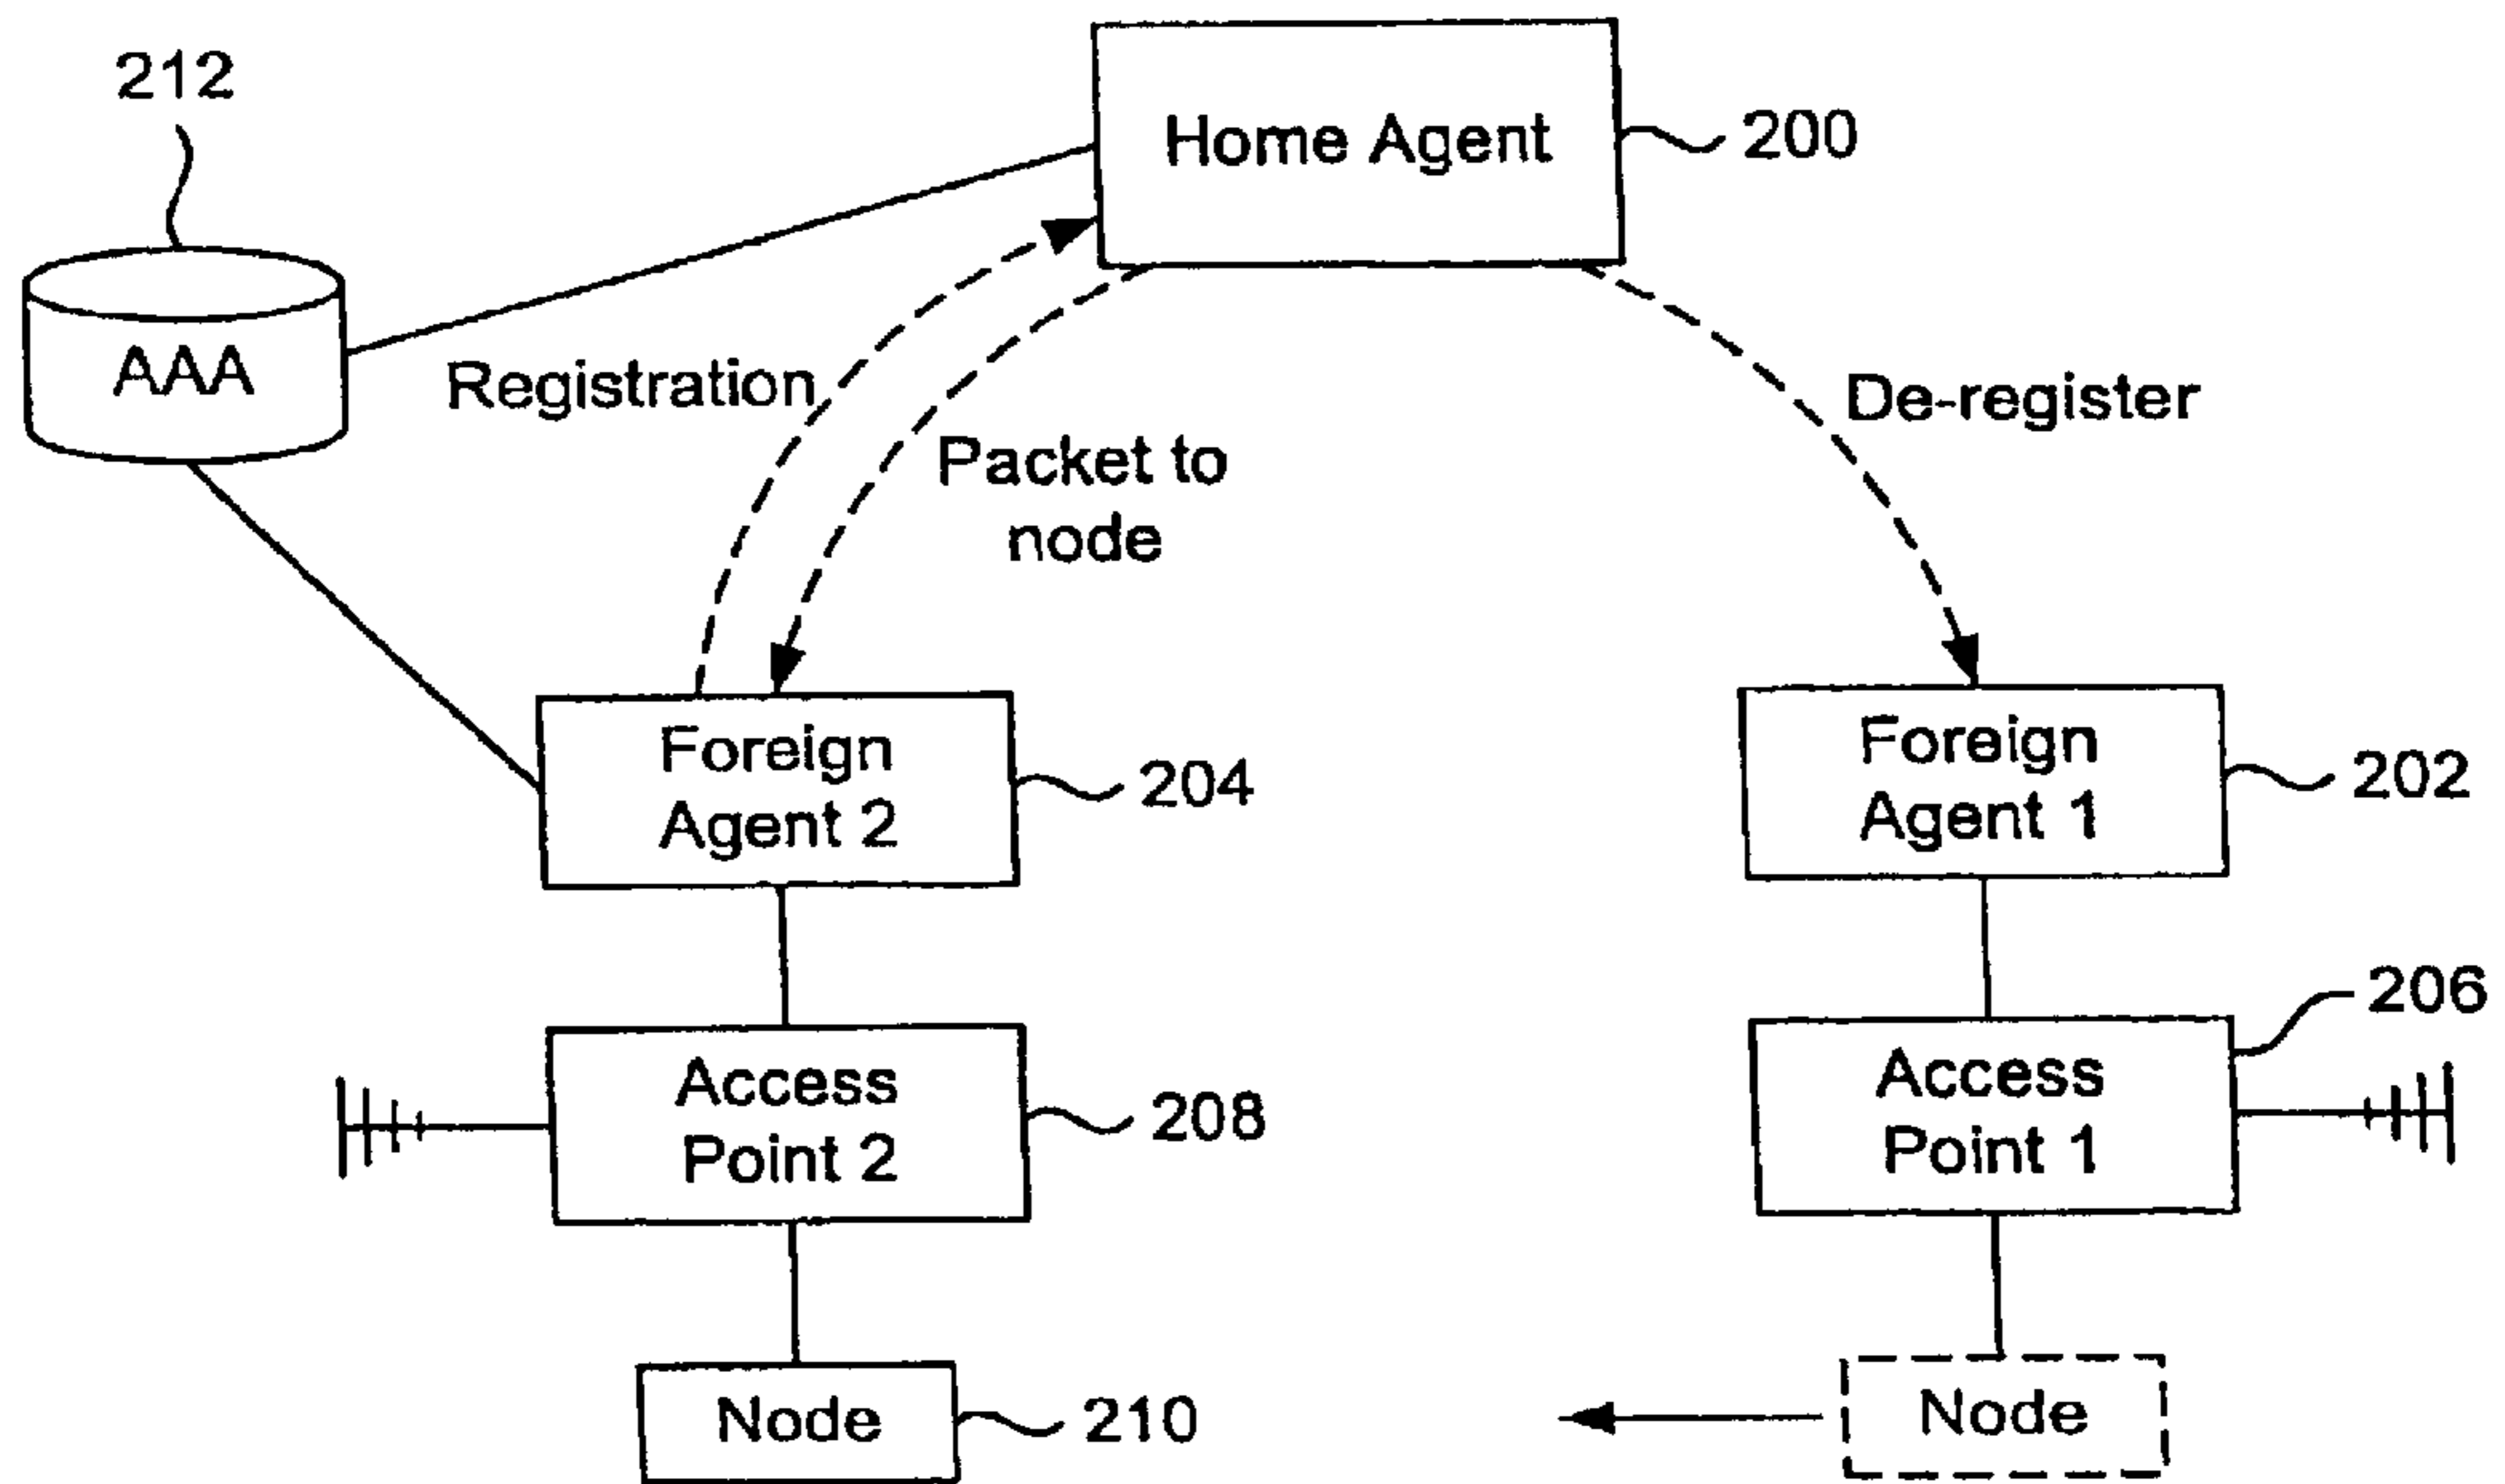 212
Home Agent
200
AAA
Registration
De-register
Packet to
node
Foreign
Agent 2
204
Foreign
Agent 1
202
206
Access
Point 2
208
Access
Point 1
Node
210
Node